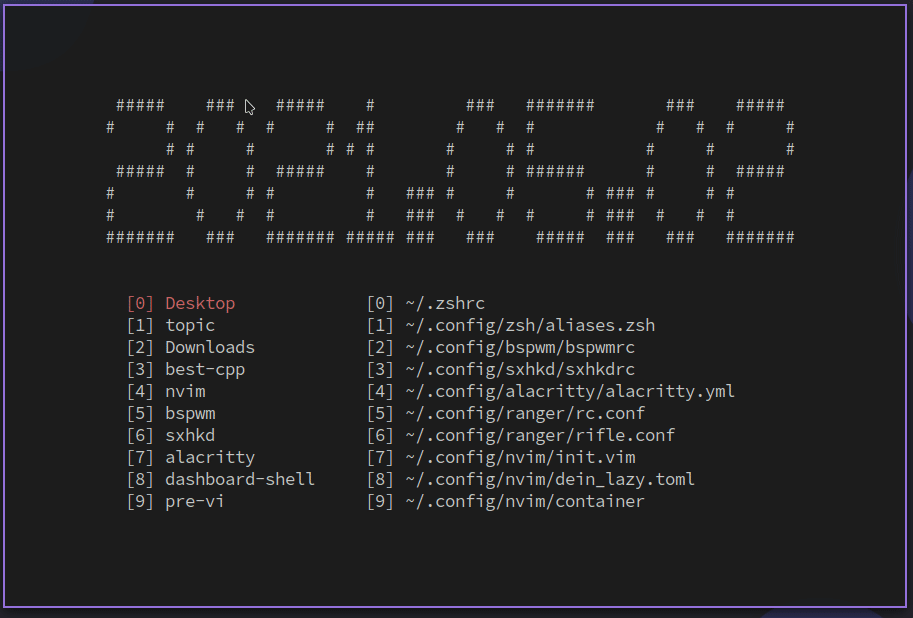 2021.05.02
[0] Desktop [0] ~/.zshrc
[1] topic [1] ~/.config/zsh/aliases.zsh
[2] Downloads [2] ~/.config/bspwm/bspwmrc
[3] best-cpp [3] ~/.config/sxhkd/sxhkdrc
[4] nvim [4] ~/.config/alacritty/alacritty.yml
[5] bspwm [5] ~/.config/ranger/rc.conf
[6] sxhkd [6] ~/.config/ranger/rifle.conf
[7] alacritty [7] ~/.config/nvim/init.vim
[8] dashboard-shell [8] ~/.config/nvim/dein_lazy.toml
[9] pre-vi [9] ~/.config/nvim/container